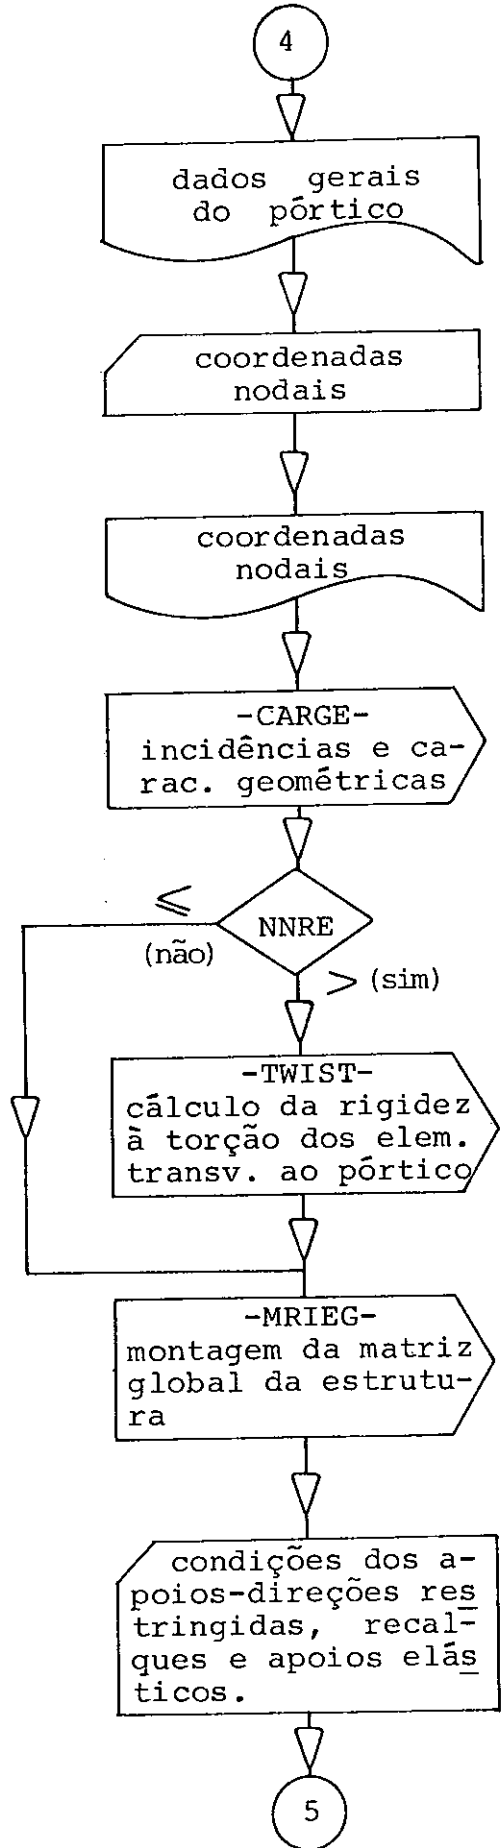 4
dados gerais
do pórtico
coordenadas
nodais
coordenadas
nodais
-CARGE-
incidências e ca-
rac. geométricas
⩽
(não)
NNRE
> (sim)
-TWIST-
cálculo da rigidez
à torção dos elem.
transv. ao pórtico
-MRIEG-
montagem da matriz
global da estrutu-
ra
condições dos a-
poios-direções res
tringidas, recal-
ques e apoios elás
ticos.
5